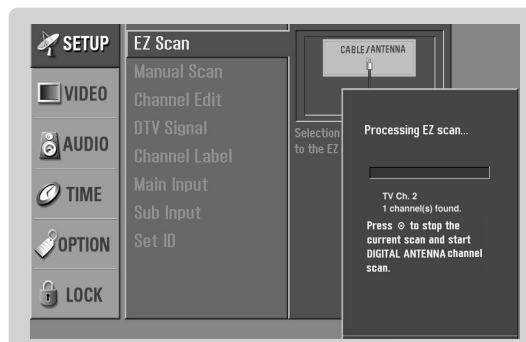 SETUP
VIDEO
AUDIO
TIME
OPTION
LOCK
EZ Scan
Manual Scan
Channel Edit
DTV Signal
Channel Label
Main Input
Sub Input
Set ID
CABLE/ANTENNA
Selection
to the EZ
Processing EZ scan...
TV Ch. 2
1 channel(s) found.
Press ⊙ to stop the
current scan and start
DIGITAL ANTENNA channel
scan.